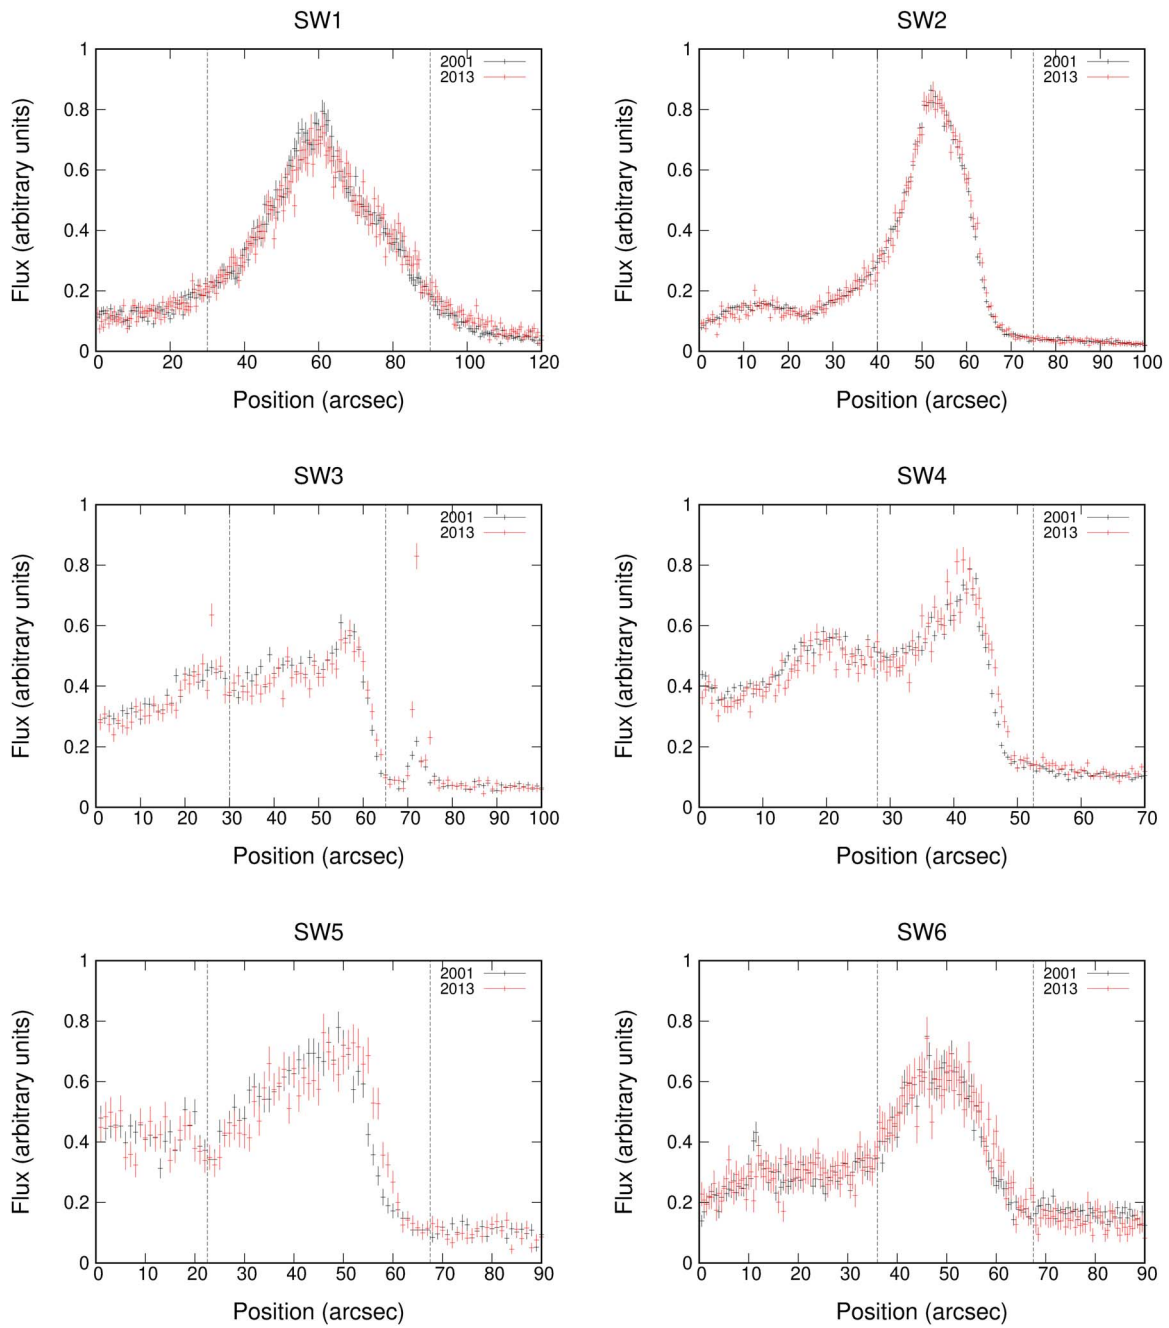 SW1
1
0.8
0.6
0.4
0.2
0
0 20 40 60 80 100 120
Flux (arbitrary units)
Position (arcsec)
2001
2013
SW2
1
0.8
0.6
0.4
0.2
0
0 10 20 30 40 50 60 70 80 90 100
Flux (arbitrary units)
Position (arcsec)
2001
2013
SW3
1
0.8
0.6
0.4
0.2
0
0 10 20 30 40 50 60 70 80 90 100
Flux (arbitrary units)
Position (arcsec)
2001
2013
SW4
1
0.8
0.6
0.4
0.2
0
0 10 20 30 40 50 60 70
Flux (arbitrary units)
Position (arcsec)
2001
2013
SW5
1
0.8
0.6
0.4
0.2
0
0 10 20 30 40 50 60 70 80 90
Flux (arbitrary units)
Position (arcsec)
2001
2013
SW6
1
0.8
0.6
0.4
0.2
0
0 10 20 30 40 50 60 70 80 90
Flux (arbitrary units)
Position (arcsec)
2001
2013